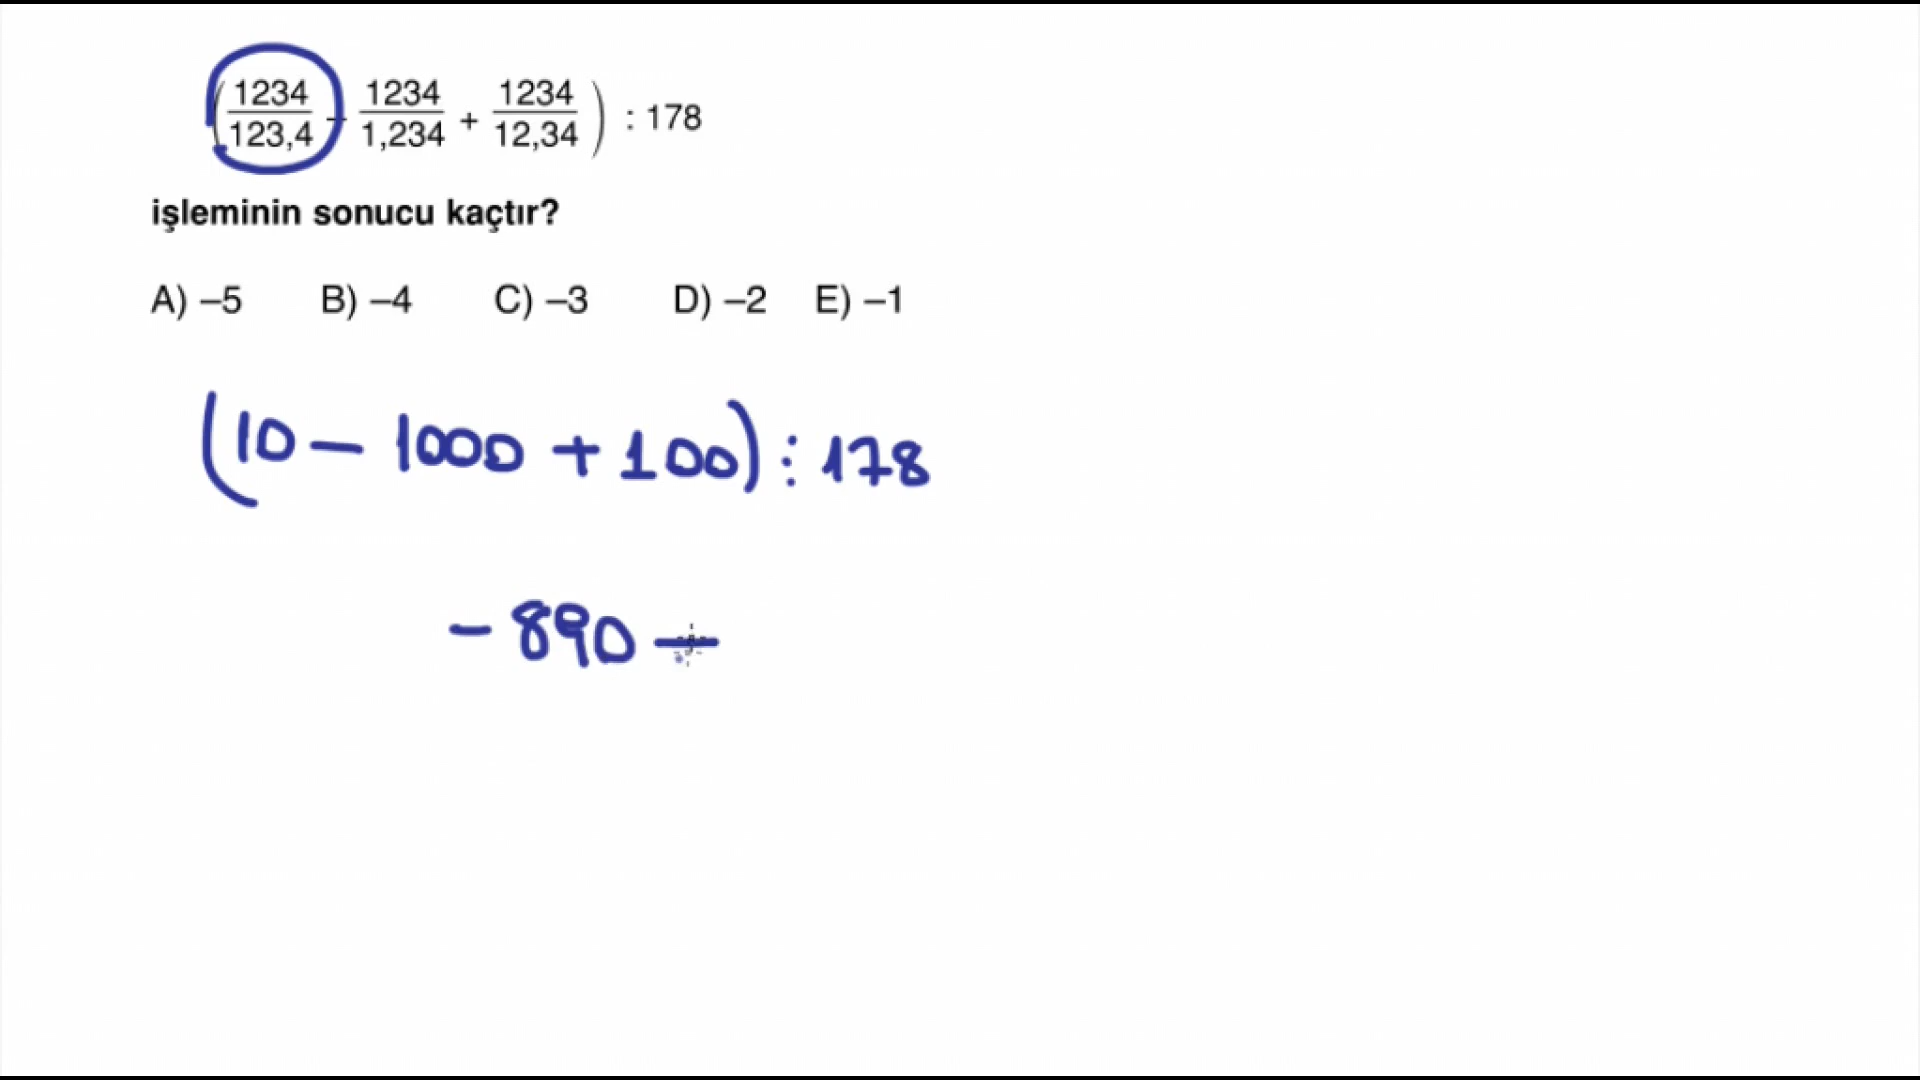 (1234/123,4 – 1234/1,234 + 1234/12,34) : 178
işleminin sonucu kaçtır?
A) –5 B) –4 C) –3 D) –2 E) –1
(10 – 1000 + 100) ÷ 178
- 890 ÷